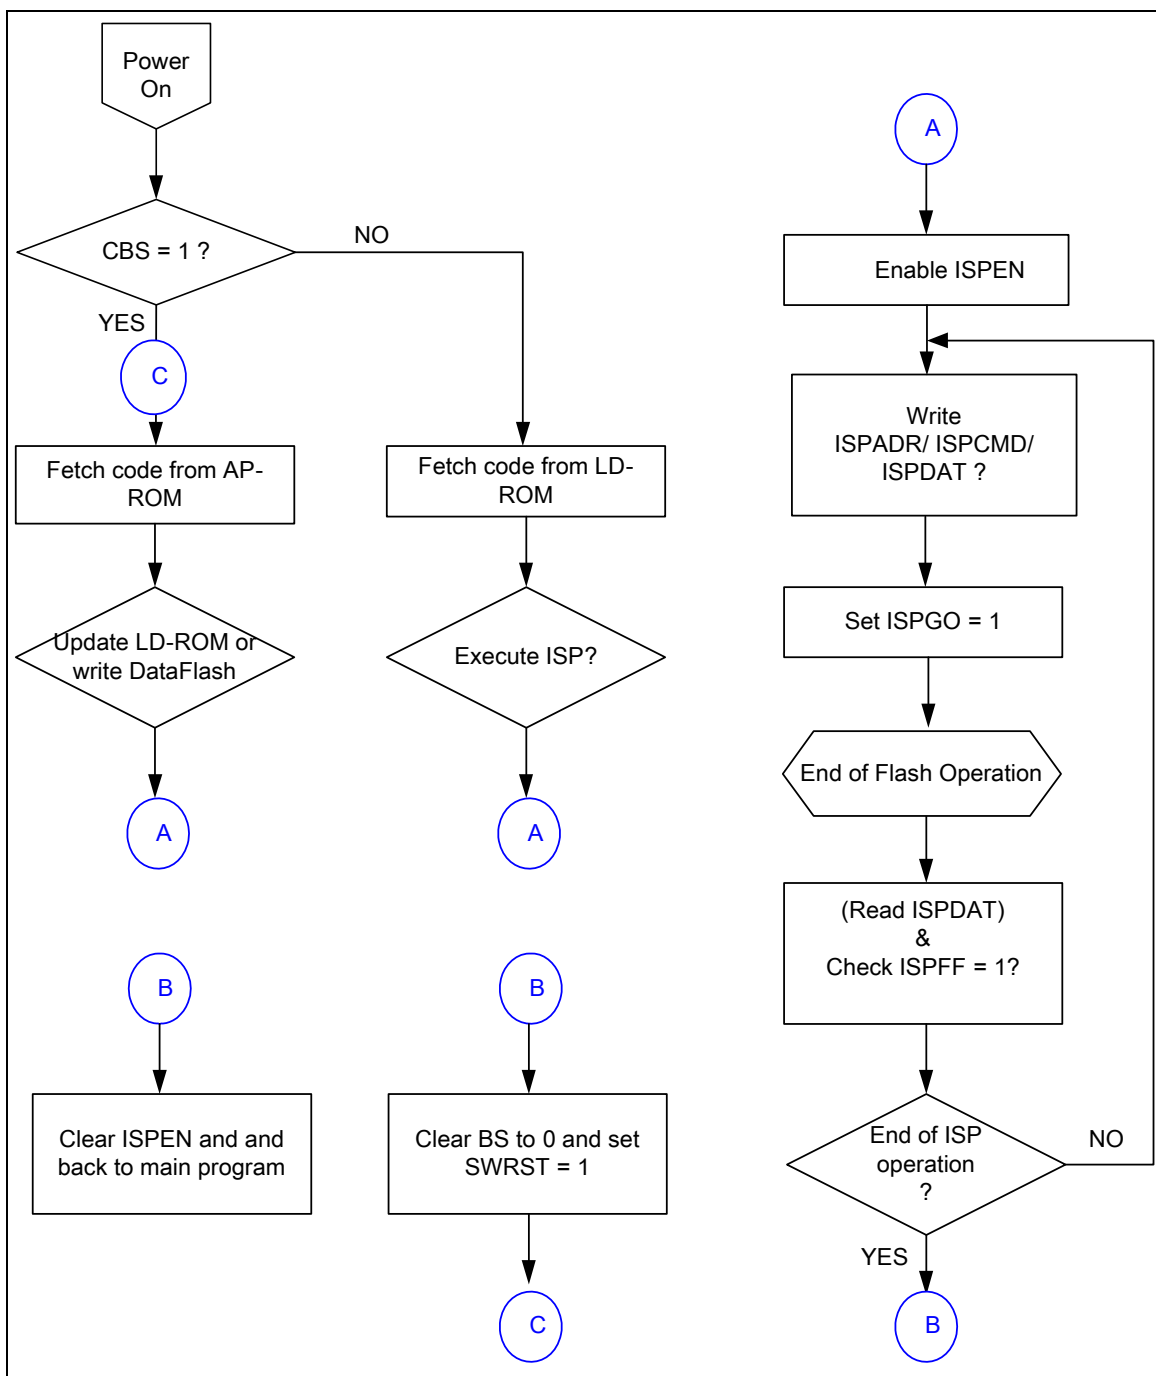 Power
On
CBS = 1 ?
NO
YES
C
Fetch code from AP-
ROM
Fetch code from LD-
ROM
Update LD-ROM or
write DataFlash
Execute ISP?
A
A
B
B
Clear ISPEN and and
back to main program
Clear BS to 0 and set
SWRST = 1
C
A
Enable ISPEN
Write
ISPADR/ ISPCMD/
ISPDAT ?
Set ISPGO = 1
End of Flash Operation
(Read ISPDAT)
&
Check ISPFF = 1?
End of ISP
operation
?
NO
YES
B